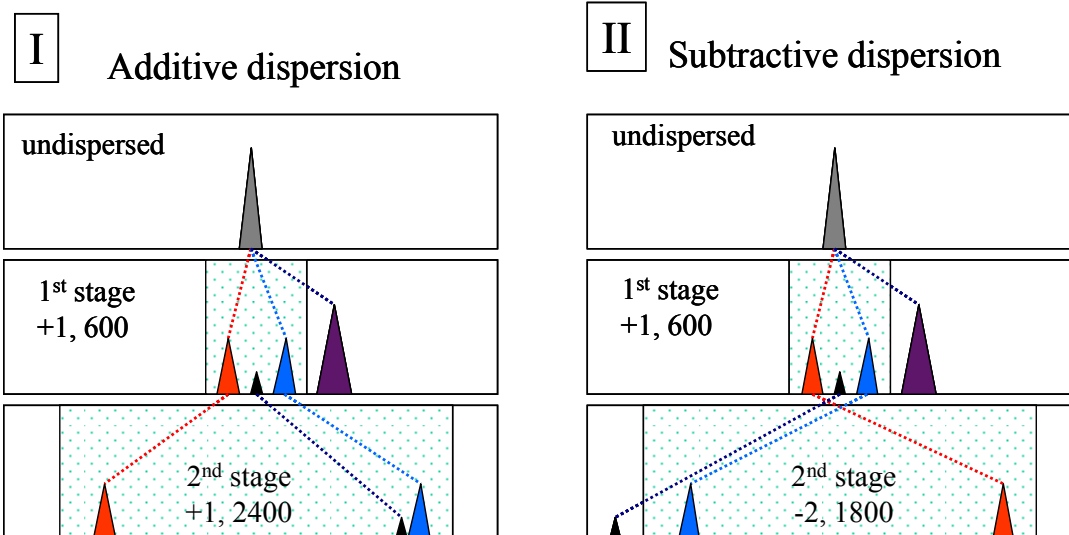 I
Additive dispersion
undispersed
1st stage
+1, 600
2nd stage
+1, 2400
II
Subtractive dispersion
undispersed
1st stage
+1, 600
2nd stage
-2, 1800